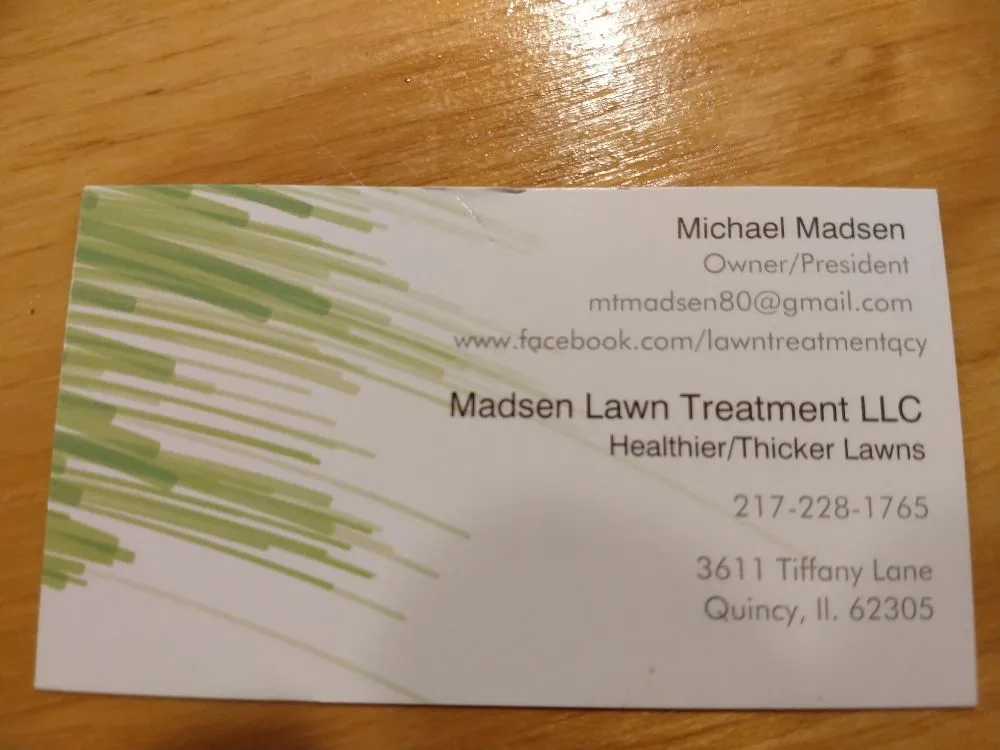 Michael Madsen
Owner/President
mtmadsen80@gmail.com
www.facebook.com/lawntreatmentqcy
Madsen Lawn Treatment LLC
Healthier/Thicker Lawns
217-228-1765
3611 Tiffany Lane
Quincy, Il. 62305